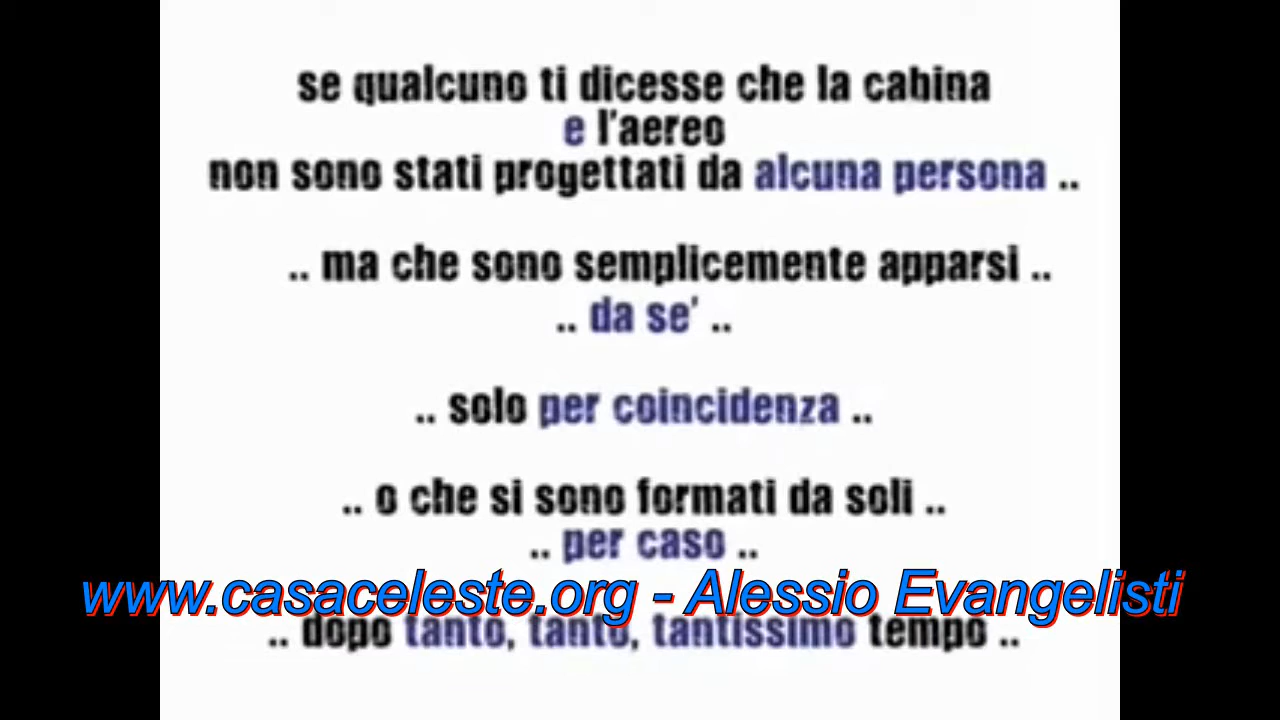 se qualcuno ti dicesse che la cabina
e l'aereo
non sono stati progettati da alcuna persona ..
.. ma che sono semplicemente apparsi ..
.. da se' ..
.. solo per coincidenza ..
.. o che si sono formati da soli ..
.. per caso ..
www.casaceleste.org - Alessio Evangelisti
.. dopo tanto, tanto, tantissimo tempo ..